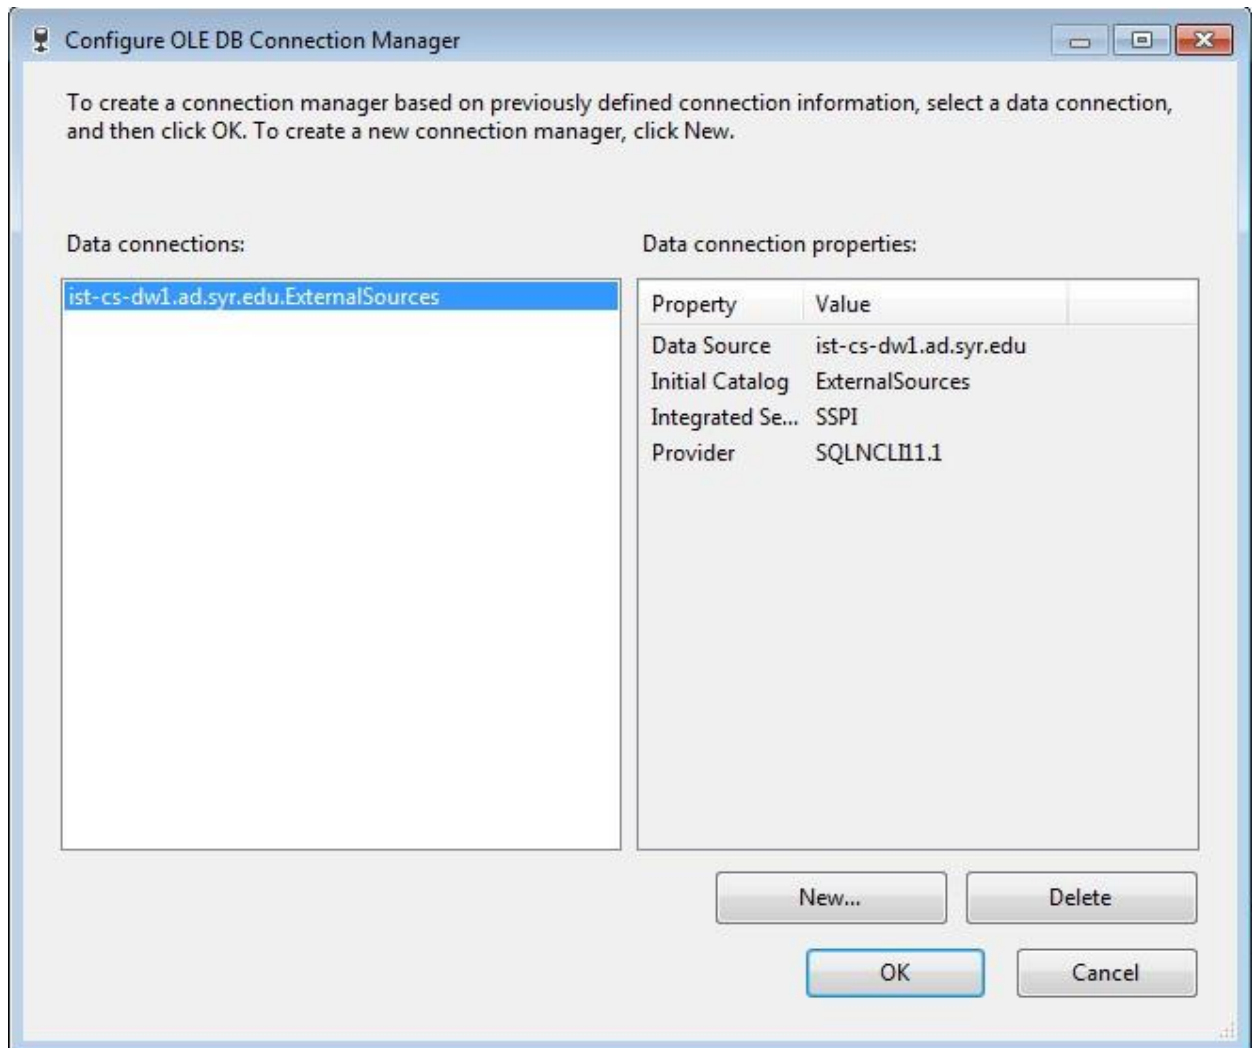 Configure OLE DB Connection Manager
To create a connection manager based on previously defined connection information, select a data connection,
and then click OK. To create a new connection manager, click New.
Data connections:
ist-cs-dw1.ad.syr.edu.ExternalSources
Data connection properties:
Property Value
Data Source ist-cs-dw1.ad.syr.edu
Initial Catalog ExternalSources
Integrated Se... SSPI
Provider SQLNCLI11.1
New... Delete
OK Cancel